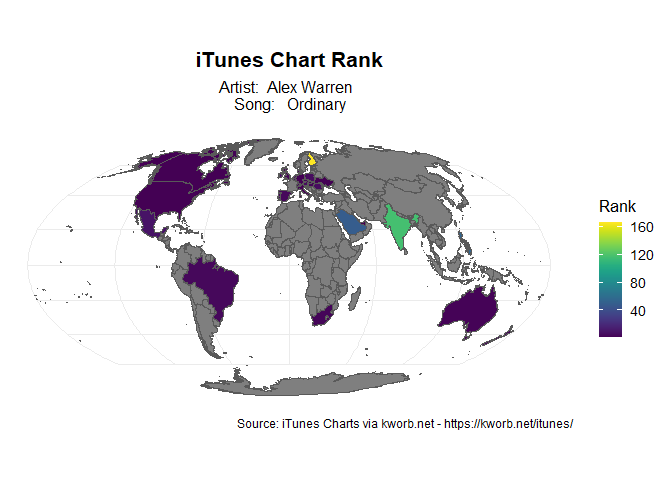 iTunes Chart Rank
Artist:  Alex Warren
Song:   Ordinary
Rank
160
120
80
40
Source: iTunes Charts via kworb.net - https://kworb.net/itunes/